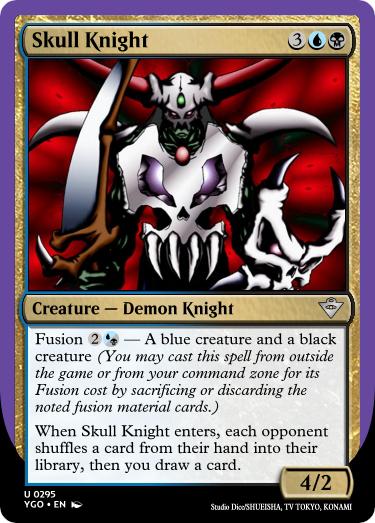 Skull Knight 3
Creature — Demon Knight
Fusion 2 — A blue creature and a black
creature (You may cast this spell from outside
the game or from your command zone for its
Fusion cost by sacrificing or discarding the
noted fusion material cards.)
When Skull Knight enters, each opponent
shuffles a card from their hand into their
library, then you draw a card.
4/2
U 0295
YGO • EN
Studio Dice/SHUEISHA, TV TOKYO, KONAMI